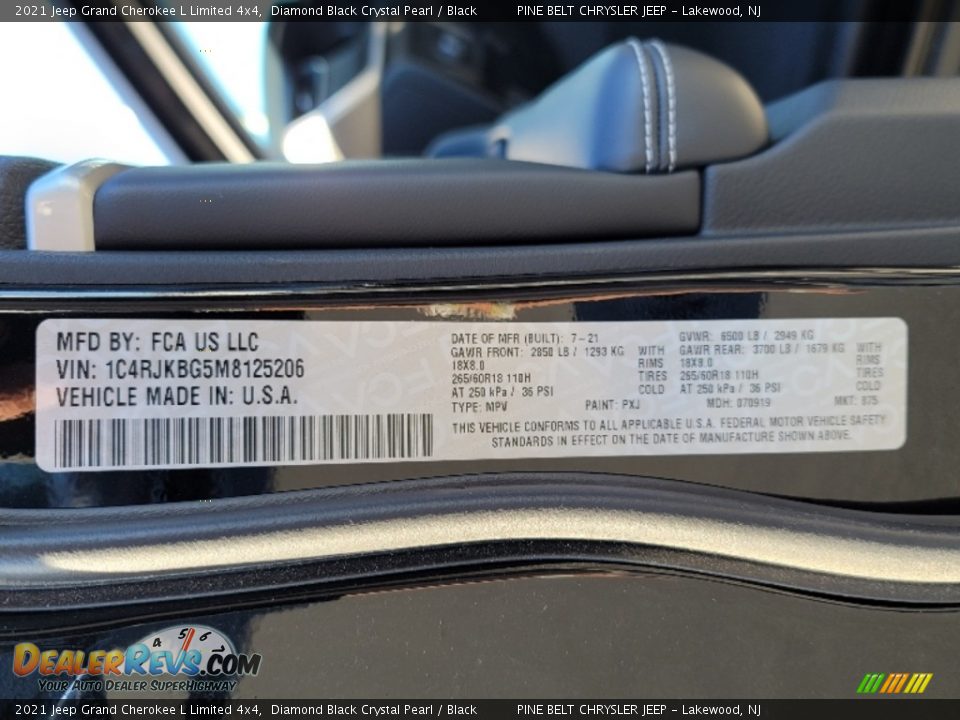 2021 Jeep Grand Cherokee L Limited 4x4, Diamond Black Crystal Pearl / Black PINE BELT CHRYSLER JEEP - Lakewood, NJ
MFD BY: FCA US LLC
VIN: 1C4RJKBG5M8125206
VEHICLE MADE IN: U.S.A.
DATE OF MFR (BUILT): 7-21 GVWR: 6500 LB / 2949 KG
GAWR FRONT: 2850 LB / 1293 KG WITH GAWR REAR: 3700 LB / 1679 KG WITH
18X8.0 RIMS 18X8.0 RIMS
265/60R18 110H TIRES 265/60R18 110H TIRES
AT 250 kPa / 36 PSI COLD AT 250 kPa / 36 PSI COLD
TYPE: MPV PAINT: PXJ MDH: 070919 MKT: 875
THIS VEHICLE CONFORMS TO ALL APPLICABLE U.S.A. FEDERAL MOTOR VEHICLE SAFETY
STANDARDS IN EFFECT ON THE DATE OF MANUFACTURE SHOWN ABOVE.
4 5 6
DEALERREVS.COM
YOUR AUTO DEALER SUPERHIGHWAY
2021 Jeep Grand Cherokee L Limited 4x4, Diamond Black Crystal Pearl / Black PINE BELT CHRYSLER JEEP - Lakewood, NJ